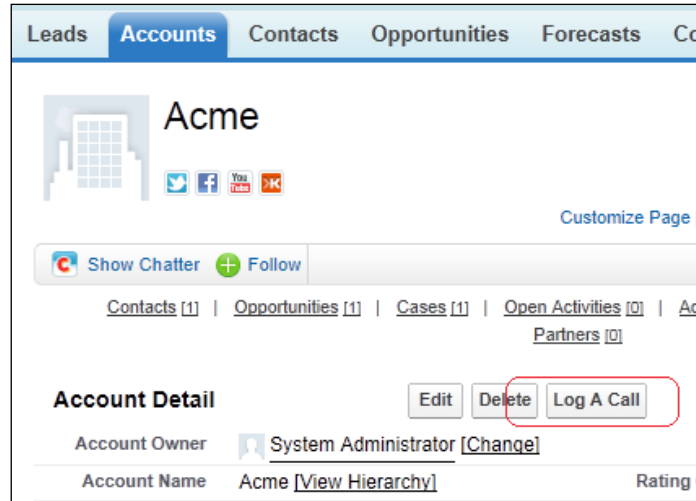 Leads Accounts Contacts Opportunities Forecasts
Acme
You Tube
Customize Page
Show Chatter Follow
Contacts [1] | Opportunities [1] | Cases [1] | Open Activities [0] |
Partners [0]
Account Detail Edit Delete Log A Call
Account Owner System Administrator [Change]
Account Name Acme [View Hierarchy] Rating